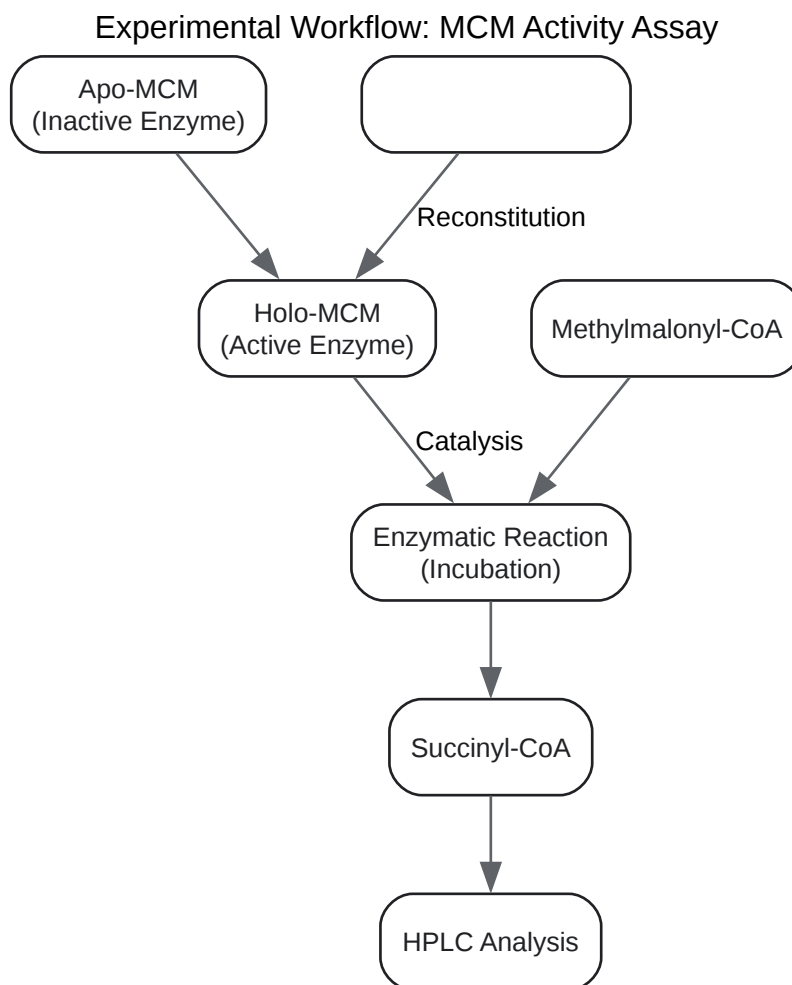 Experimental Workflow: MCM Activity Assay
Apo-MCM
(Inactive Enzyme)
Reconstitution
Holo-MCM
(Active Enzyme)
Methylmalonyl-CoA
Catalysis
Enzymatic Reaction
(Incubation)
Succinyl-CoA
HPLC Analysis